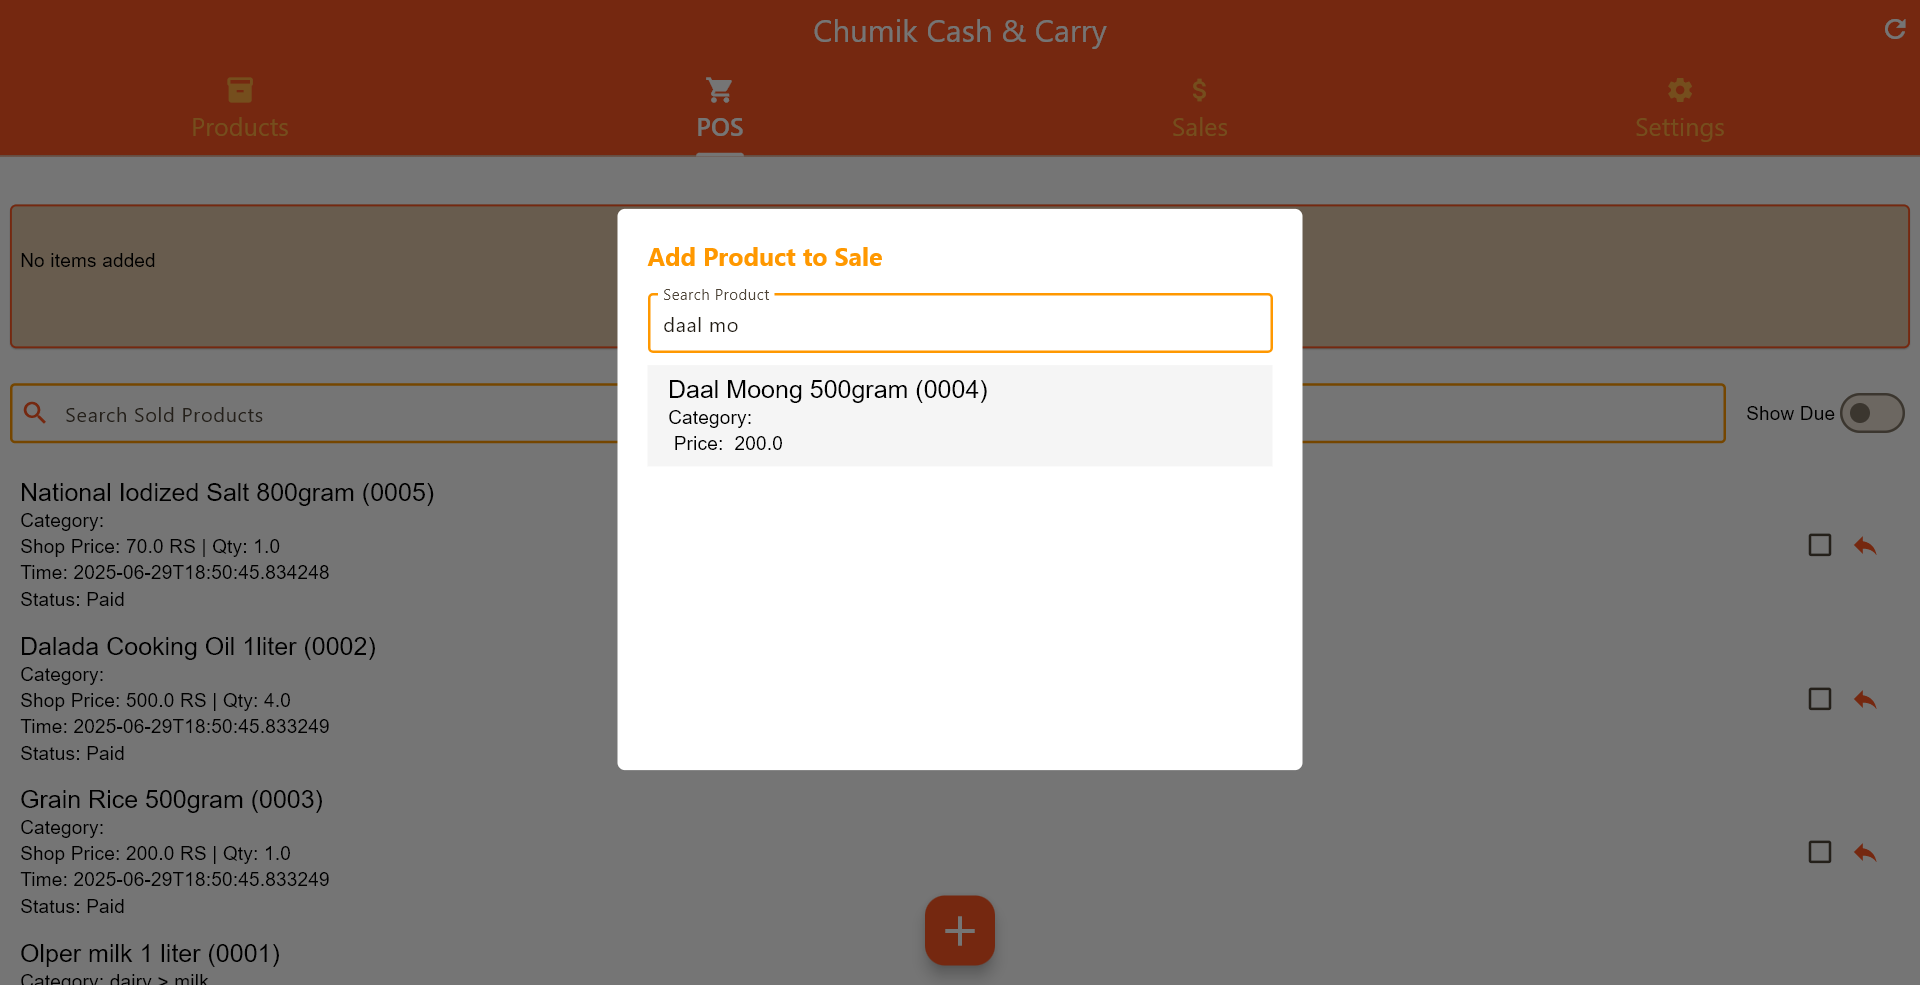 Chumik Cash & Carry
Products
POS
Sales
Settings
No items added
Add Product to Sale
Search Product
daal mo
Daal Moong 500gram (0004)
Category:
Price:  200.0
Search Sold Products
Show Due
National Iodized Salt 800gram (0005)
Category:
Shop Price: 70.0 RS | Qty: 1.0
Time: 2025-06-29T18:50:45.834248
Status: Paid
Dalada Cooking Oil 1liter (0002)
Category:
Shop Price: 500.0 RS | Qty: 4.0
Time: 2025-06-29T18:50:45.833249
Status: Paid
Grain Rice 500gram (0003)
Category:
Shop Price: 200.0 RS | Qty: 1.0
Time: 2025-06-29T18:50:45.833249
Status: Paid
Olper milk 1 liter (0001)
Category: dairy > milk